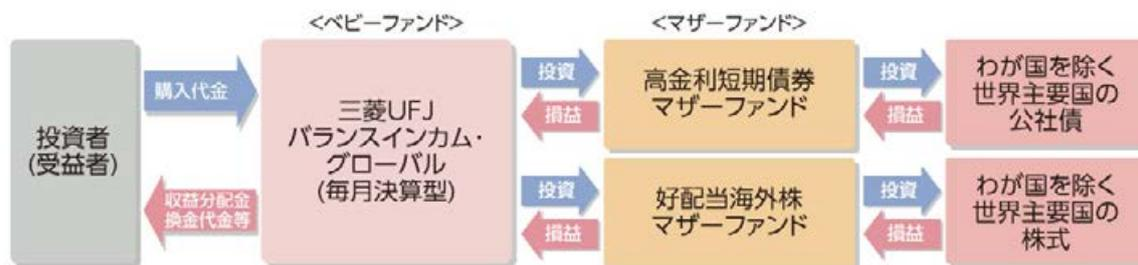 <ベビーファンド>
<マザーファンド>
投資者
(受益者)
購入代金
収益分配金
換金代金等
三菱UFJ
バランスインカム・
グローバル
(毎月決算型)
投資
損益
高金利短期債券
マザーファンド
投資
損益
わが国を除く
世界主要国の
公社債
投資
損益
好配当海外株
マザーファンド
投資
損益
わが国を除く
世界主要国の
株式